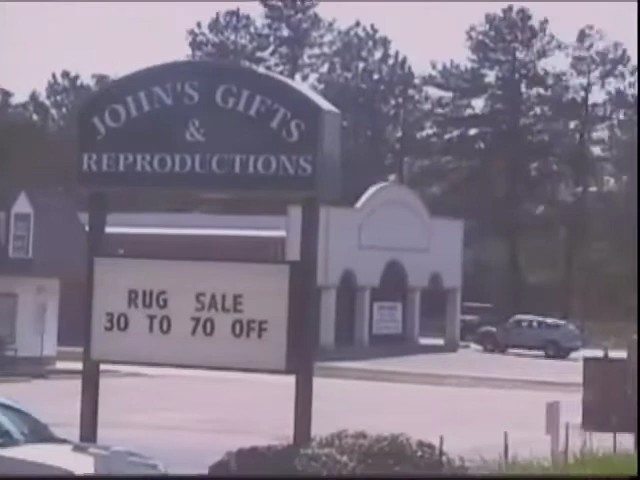 JOHN'S GIFTS
&
REPRODUCTIONS
RUG SALE
30 TO 70 OFF